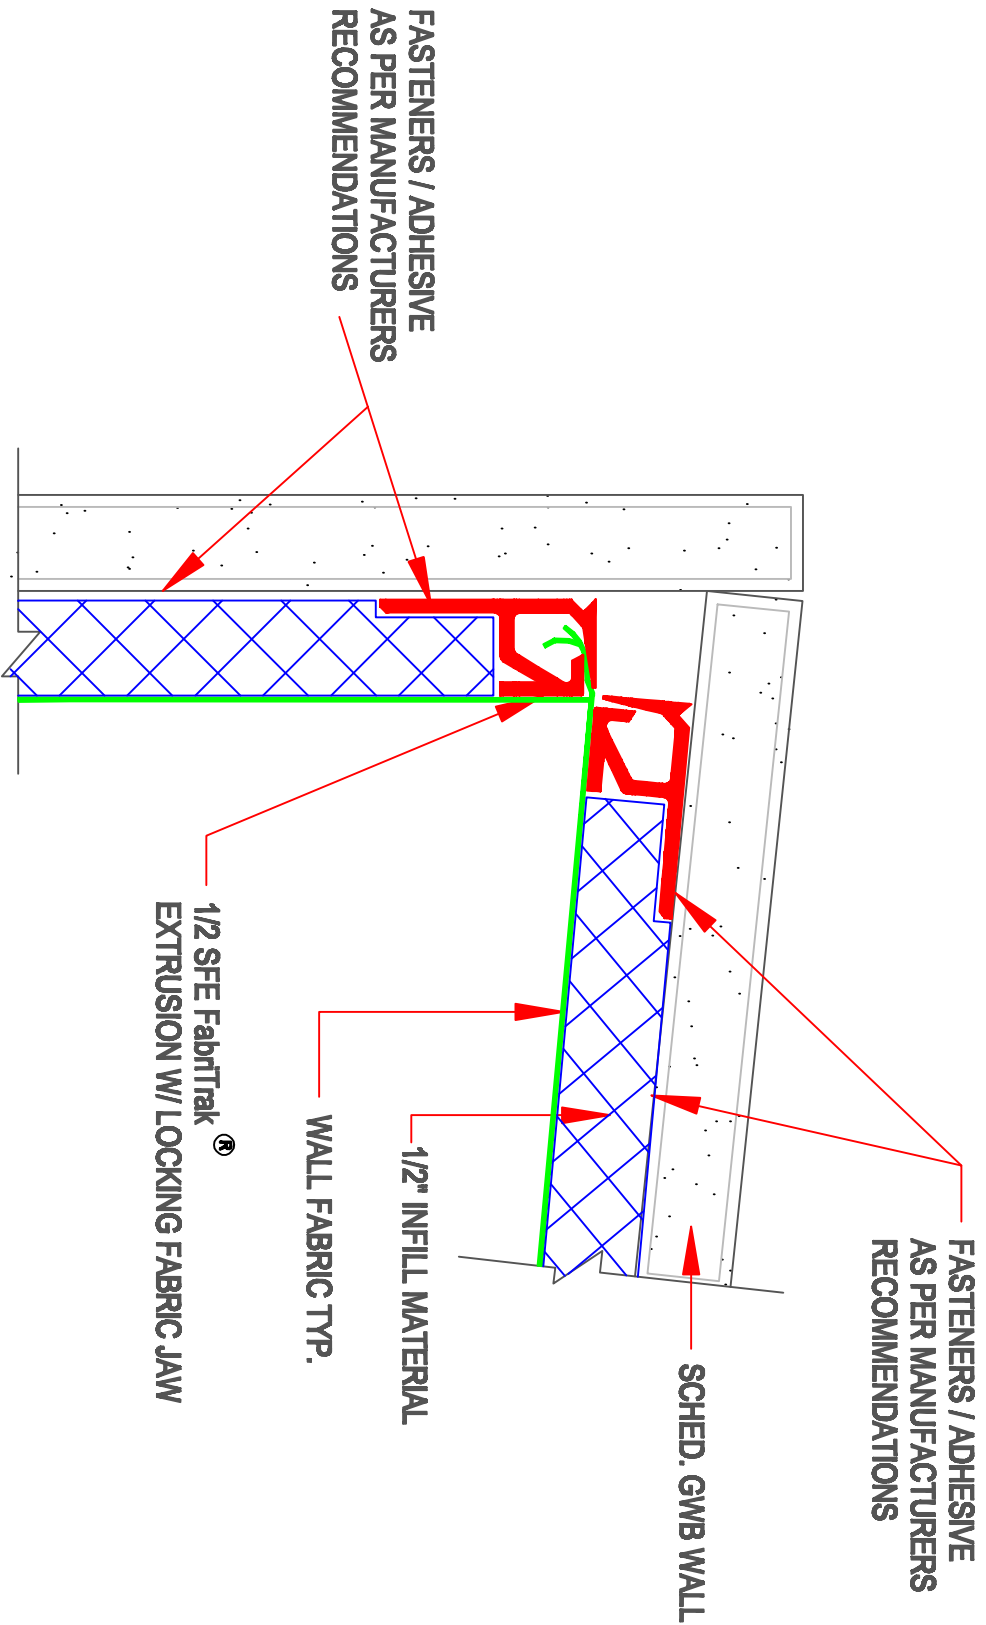 FASTENERS / ADHESIVE
AS PER MANUFACTURERS
RECOMMENDATIONS
FASTENERS / ADHESIVE
AS PER MANUFACTURERS
RECOMMENDATIONS
SCHED. GWB WALL
1/2" INFILL MATERIAL
WALL FABRIC TYP.
1/2 SFE FabriTrak ®
EXTRUSION W/ LOCKING FABRIC JAW